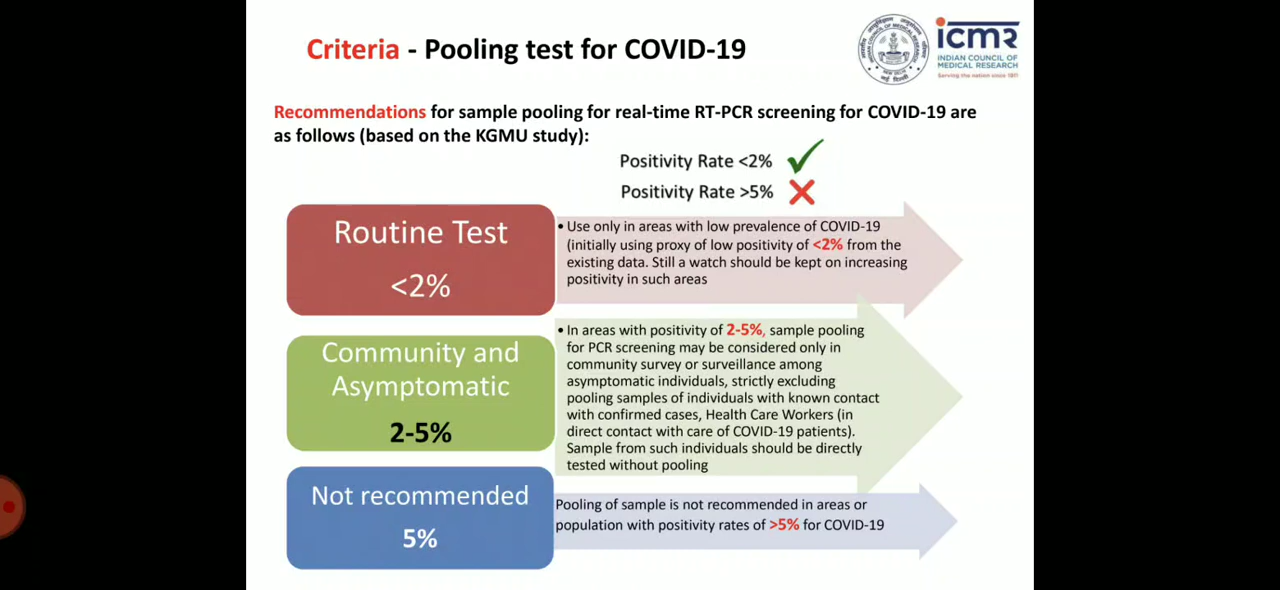 Criteria - Pooling test for COVID-19
icmr
INDIAN COUNCIL OF
MEDICAL RESEARCH
Serving the nation since 1911
Recommendations for sample pooling for real-time RT-PCR screening for COVID-19 are
as follows (based on the KGMU study):
Positivity Rate <2%
Positivity Rate >5%
Routine Test
<2%
• Use only in areas with low prevalence of COVID-19
(initially using proxy of low positivity of <2% from the
existing data. Still a watch should be kept on increasing
positivity in such areas
Community and
Asymptomatic
2-5%
• In areas with positivity of 2-5%, sample pooling
for PCR screening may be considered only in
community survey or surveillance among
asymptomatic individuals, strictly excluding
pooling samples of individuals with known contact
with confirmed cases, Health Care Workers (in
direct contact with care of COVID-19 patients).
Sample from such individuals should be directly
tested without pooling
Not recommended
5%
Pooling of sample is not recommended in areas or
population with positivity rates of >5% for COVID-19